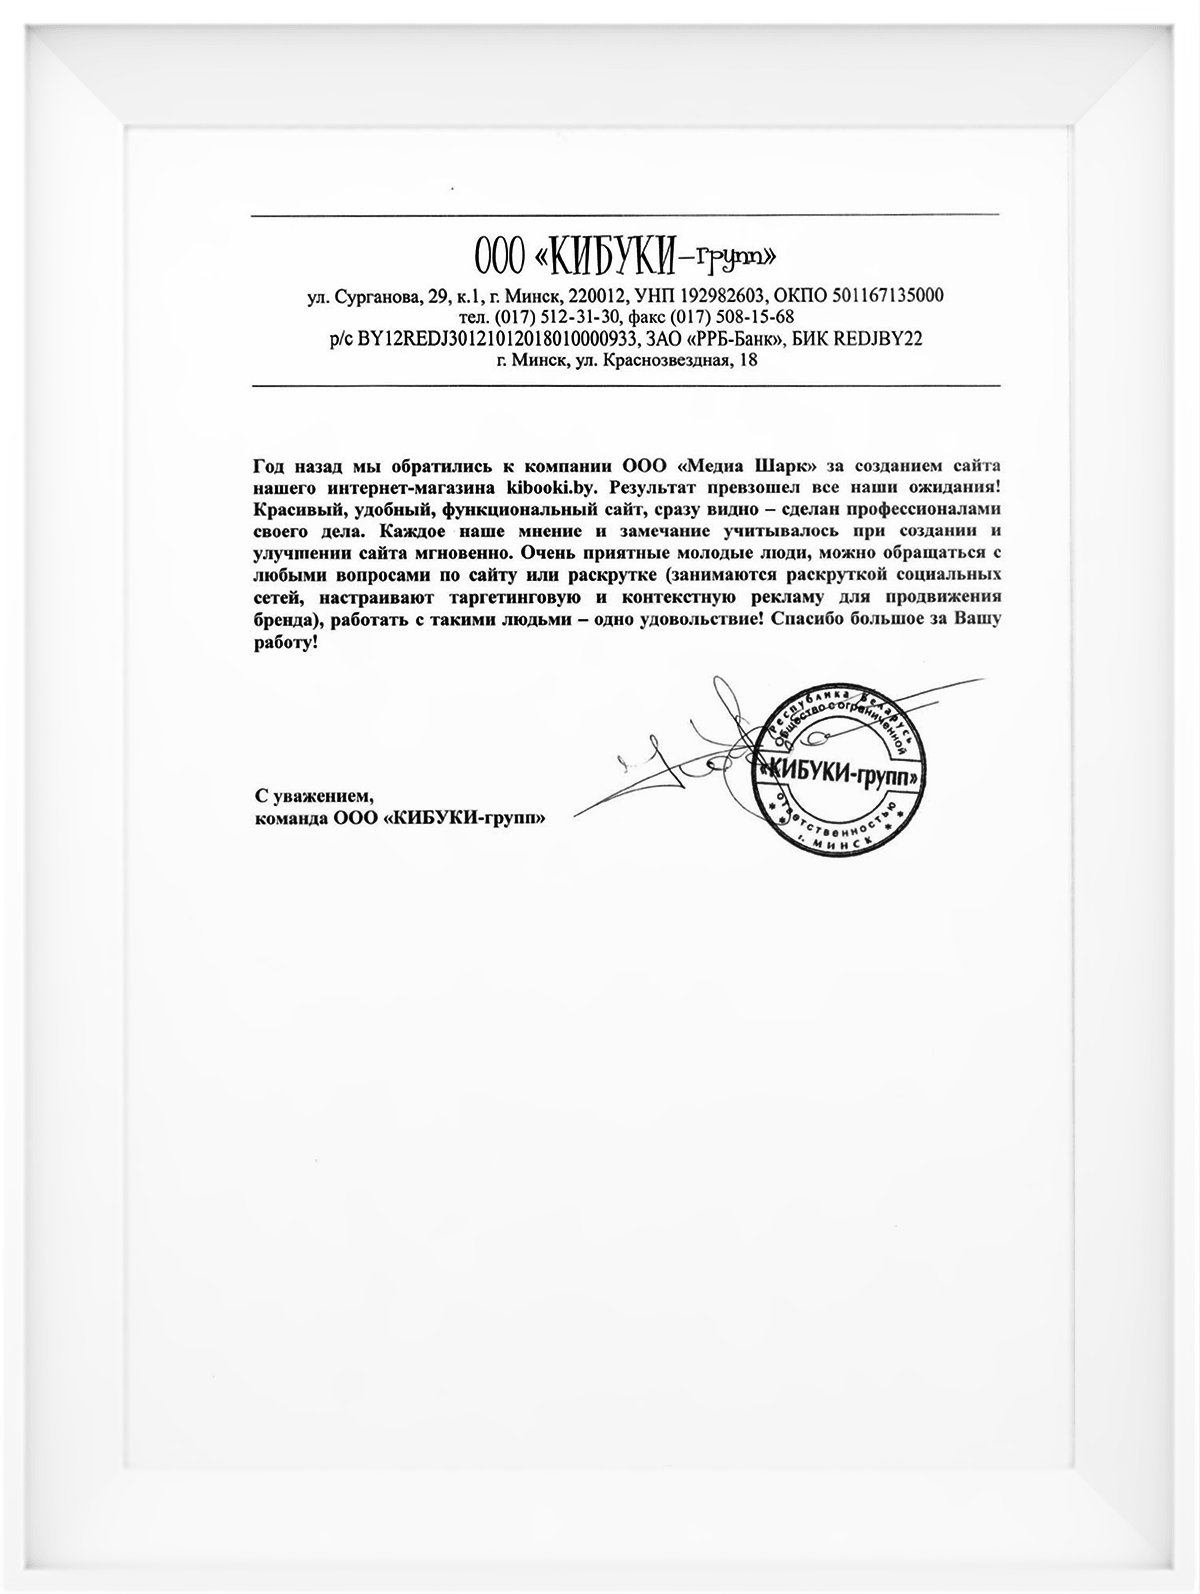 ООО «КИБУКИ–групп»
ул. Сурганова, 29, к.1, г. Минск, 220012, УНП 192982603, ОКПО 501167135000
тел. (017) 512-31-30, факс (017) 508-15-68
р/с BY12REDJ30121012018010000933, ЗАО «РРБ-Банк», БИК REDJBY22
г. Минск, ул. Краснозвездная, 18
Год назад мы обратились к компании ООО «Медиа Шарк» за созданием сайта
нашего интернет-магазина kibooki.by. Результат превзошел все наши ожидания!
Красивый, удобный, функциональный сайт, сразу видно – сделан профессионалами
своего дела. Каждое наше мнение и замечание учитывалось при создании и
улучшении сайта мгновенно. Очень приятные молодые люди, можно обращаться с
любыми вопросами по сайту или раскрутке (занимаются раскруткой социальных
сетей, настраивают таргетинговую и контекстную рекламу для продвижения
бренда), работать с такими людьми – одно удовольствие! Спасибо большое за Вашу
работу!
Республика Беларусь
Общество с ограниченной
«КИБУКИ-групп»
ответственностью
г. МИНСК
С уважением,
команда ООО «КИБУКИ-групп»